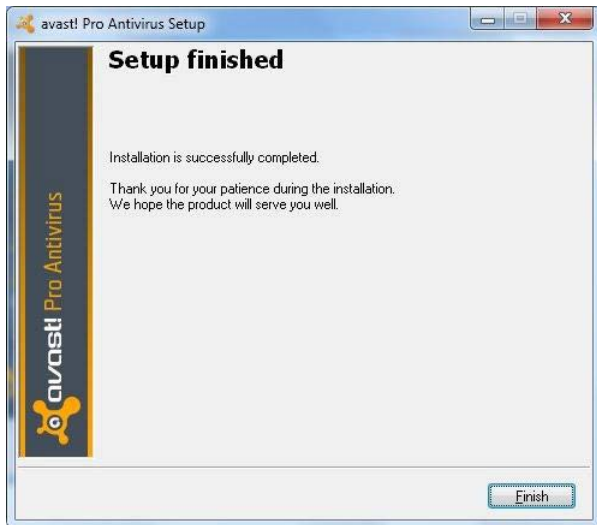 avast! Pro Antivirus Setup
Setup finished
Installation is successfully completed.
Thank you for your patience during the installation.
We hope the product will serve you well.
avast! Pro Antivirus
Finish